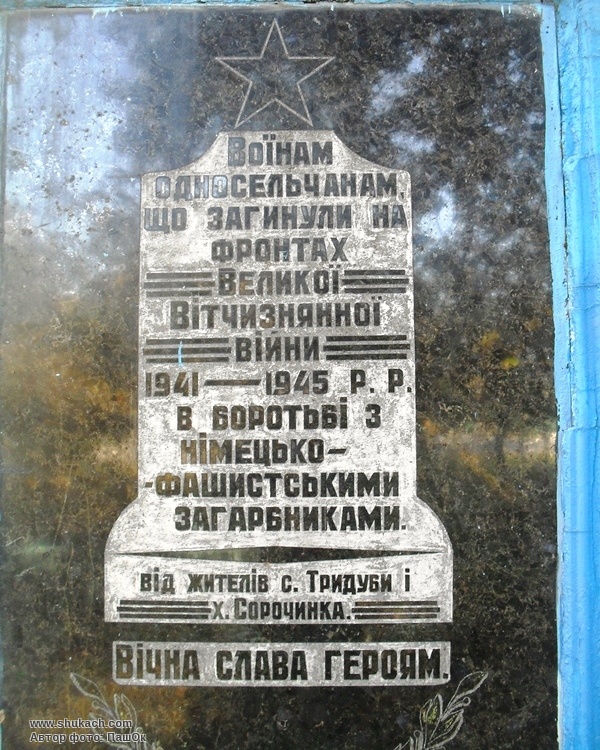 Воїнам
односельчанам,
що загинули на
фронтах
Великої
Вітчизнянної
війни
1941 — 1945 р. р.
в боротьбі з
німецько-
-фашистськими
загарбниками.
від жителів с. Тридуби і
х. Сорочинка.
Вічна слава героям.
www.shukach.com
Автор фото: ПашОк